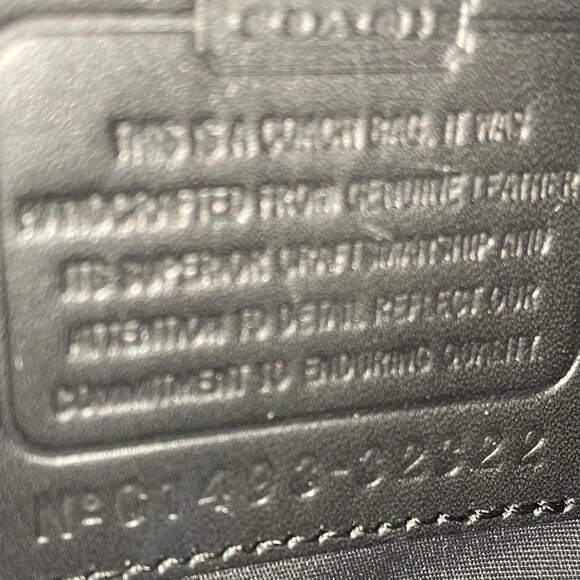 COACH
THIS IS A COACH BAG. IT WAS
HANDCRAFTED FROM GENUINE LEATHER
ITS SUPERIOR CRAFTSMANSHIP AND
ATTENTION TO DETAIL REFLECT OUR
COMMITMENT TO ENDURING QUALITY.